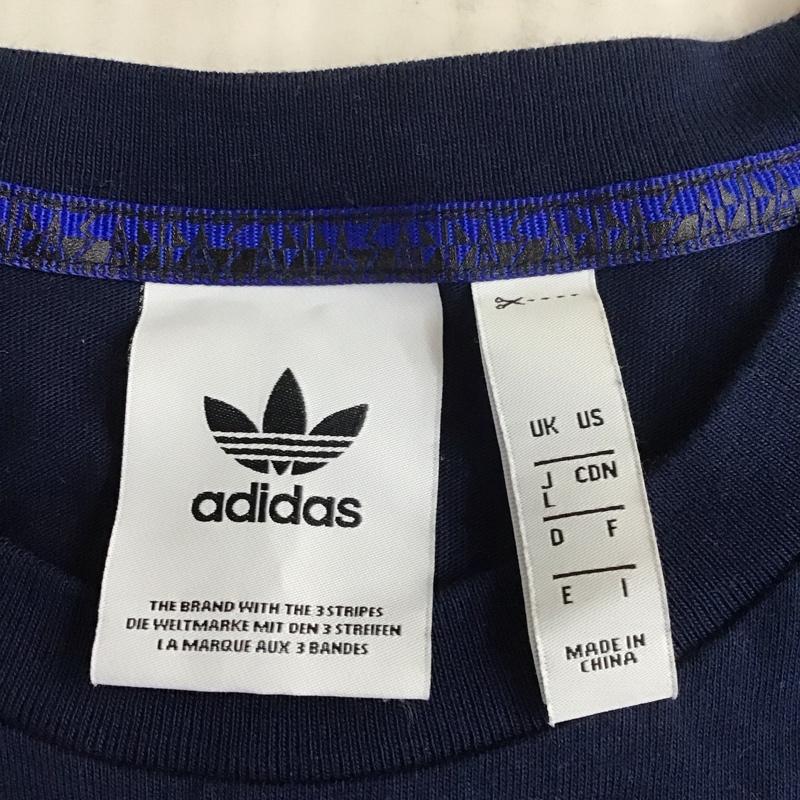 adidas
THE BRAND WITH THE 3 STRIPES
DIE WELTMARKE MIT DEN 3 STREIFEN
LA MARQUE AUX 3 BANDES
UK US
J CDN
L
D F
E I
MADE IN
CHINA